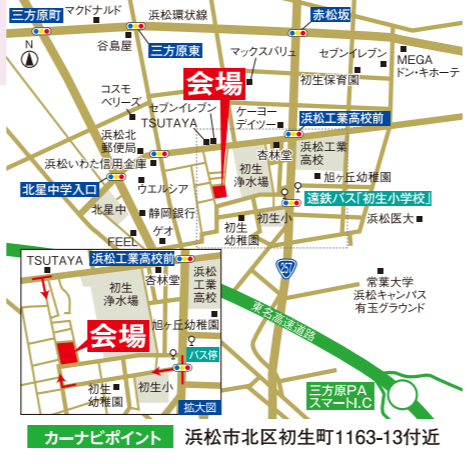 三方原町
マクドナルド
浜松環状線
赤松坂
N
谷島屋
三方原東
マックスバリュ
セブンイレブン
MEGA
ドン・キホーテ
初生保育園
会場
コスモ
ベリーズ
セブンイレブン
TSUTAYA
ケーヨー
デイツー
浜松工業高校前
浜松北
郵便局
浜松いわた信用金庫
杏林堂
浜松工業
高校
初生
浄水場
旭ヶ丘幼稚園
北星中学入口
ウエルシア
遠鉄バス「初生小学校」
北星中
静岡銀行
初生
幼稚園
初生小
浜松医大
FEEL
ゲオ
257
TSUTAYA
浜松工業高校前
杏林堂
初生
浄水場
浜松
工業
高校
旭ヶ丘幼稚園
会場
バス停
初生
幼稚園
初生小
拡大図
常葉大学
浜松キャンパス
有玉グラウンド
東名高速道路
三方原PA
スマートI.C
カーナビポイント 浜松市北区初生町1163-13付近